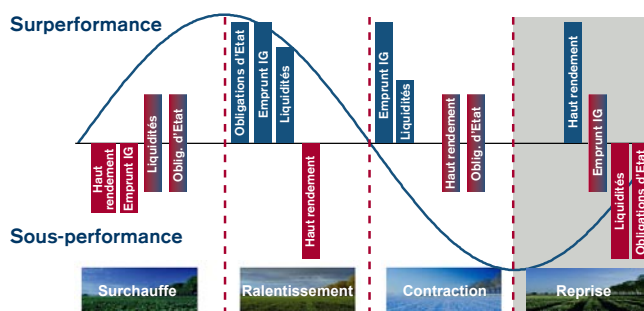 Surperformance
Obligations d'Etat
Emprunt IG
Liquidités
Emprunt IG
Liquidités
Haut rendement
Haut
rendement
Emprunt IG
Liquidités
Oblig. d'Etat
Haut rendement
Haut rendement
Oblig. d'Etat
Emprunt IG
Liquidités
Obligations d'Etat
Sous-performance
Surchauffe
Ralentissement
Contraction
Reprise